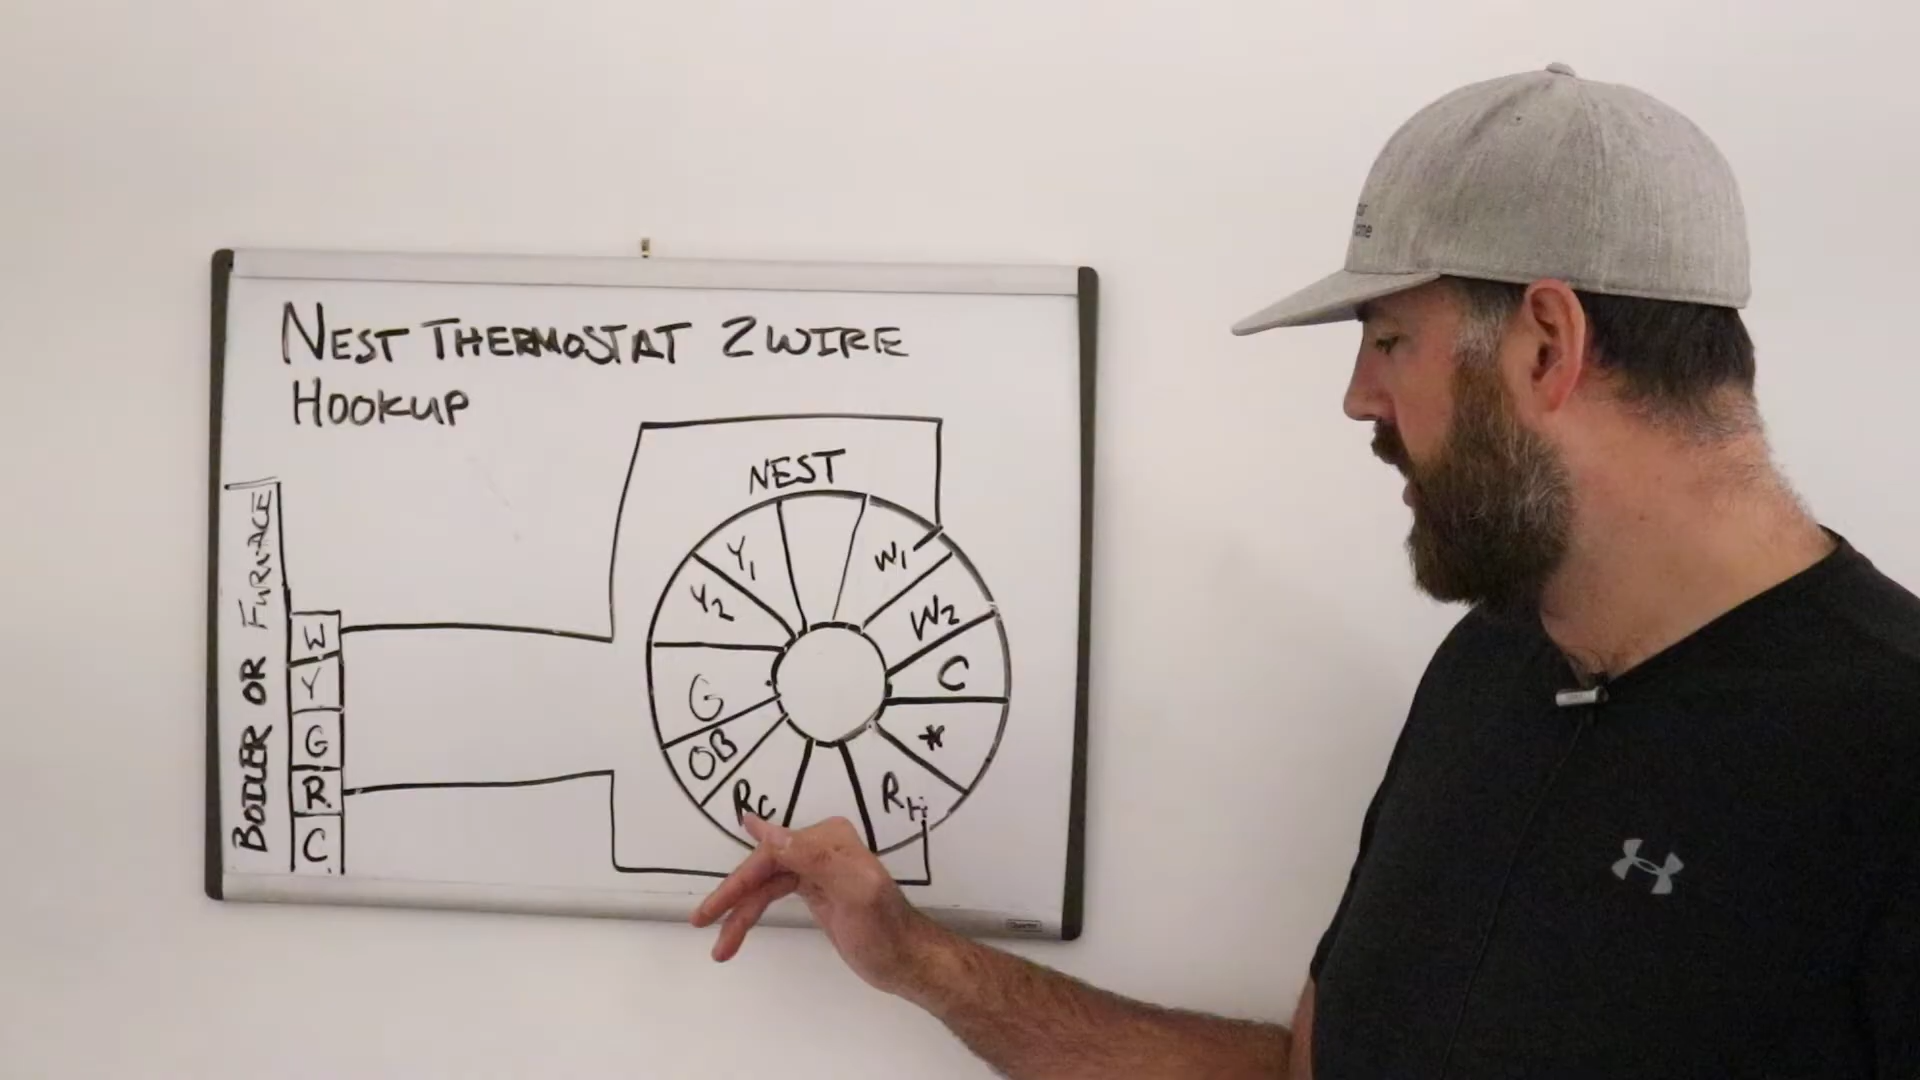 NEST THERMOSTAT 2 WIRE
HOOKUP
NEST
BOILER OR FURNACE
W
Y
G
R
C
Y1
Y2
G
OB
RC
W1
W2
C
*
RH